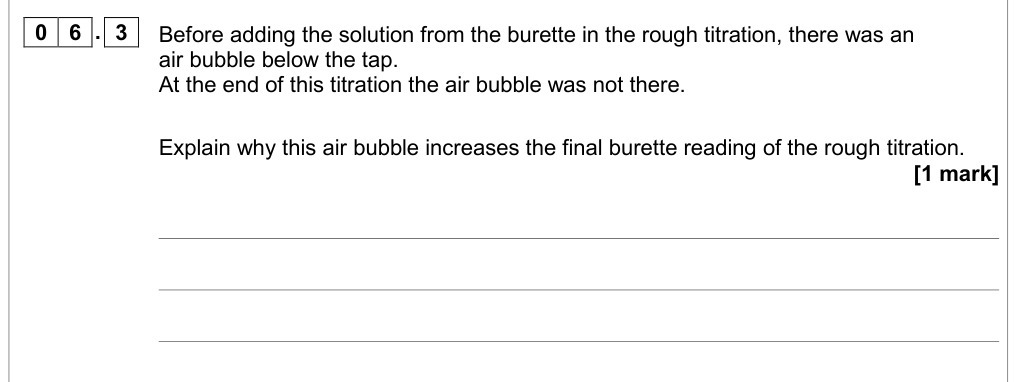 0 6 . 3 Before adding the solution from the burette in the rough titration, there was an
air bubble below the tap.
At the end of this titration the air bubble was not there.
Explain why this air bubble increases the final burette reading of the rough titration.
[1 mark]